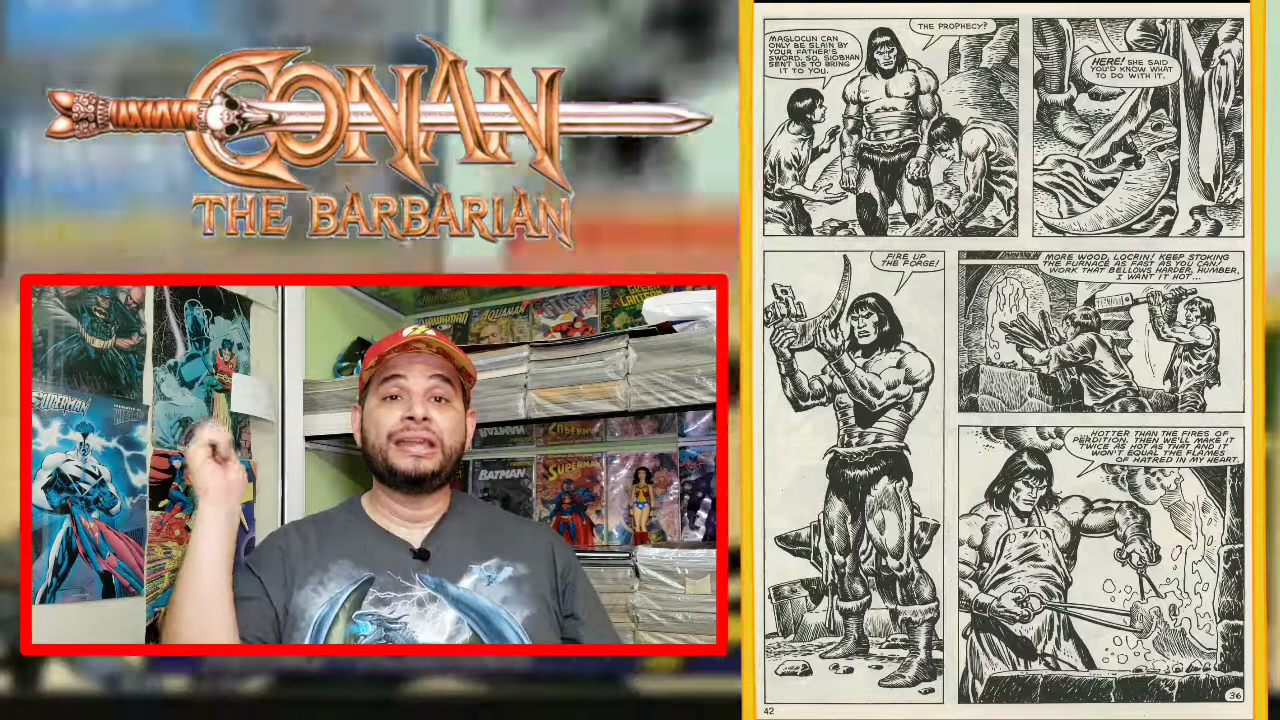 CONAN
THE BARBARIAN
SUPERMAN
HAWKMAN
AQUAMAN
GREEN
LANTERN
BATMAN
SUPERMAN
THE PROPHECY?
MAGLOCUN CAN
ONLY BE SLAIN BY
YOUR FATHER'S
SWORD. SO, SIOBHAN
SENT US TO BRING
IT TO YOU.
HERE! SHE SAID
YOU'D KNOW WHAT
TO DO WITH IT.
FIRE UP
THE FORGE!
MORE WOOD, LOCRIN! KEEP STOKING
THE FURNACE AS FAST AS YOU CAN!
WORK THAT BELLOWS HARDER, HUMBER,
I WANT IT HOT...
HOTTER THAN THE FIRES OF
PERDITION. THEN WE'LL MAKE IT
TWICE AS HOT AS THAT AND IT
WON'T EQUAL THE FLAMES
OF HATRED IN MY HEART.
36
42